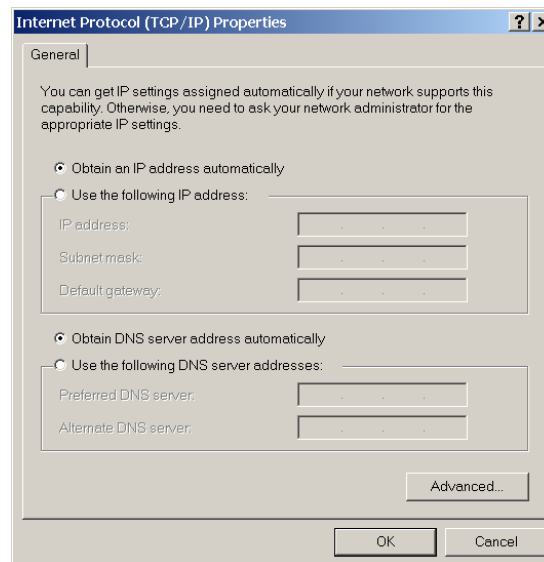 Internet Protocol (TCP/IP) Properties
General
You can get IP settings assigned automatically if your network supports this
capability. Otherwise, you need to ask your network administrator for the
appropriate IP settings.
Obtain an IP address automatically
Use the following IP address:
IP address:
Subnet mask:
Default gateway:
Obtain DNS server address automatically
Use the following DNS server addresses:
Preferred DNS server:
Alternate DNS server:
Advanced...
OK
Cancel